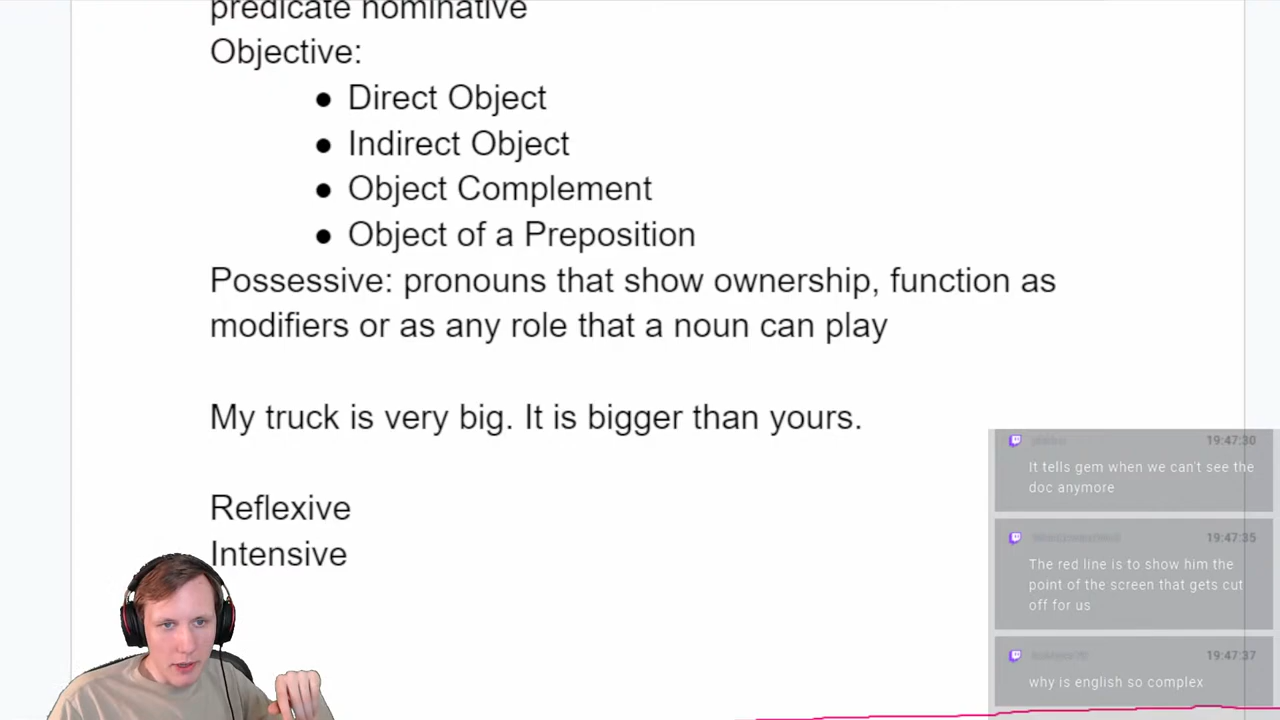 predicate nominative
Objective:
● Direct Object
● Indirect Object
● Object Complement
● Object of a Preposition
Possessive: pronouns that show ownership, function as
modifiers or as any role that a noun can play
My truck is very big. It is bigger than yours.
Reflexive
Intensive
19:47:30
It tells gem when we can't see the
doc anymore
19:47:35
The red line is to show him the
point of the screen that gets cut
off for us
19:47:37
why is english so complex